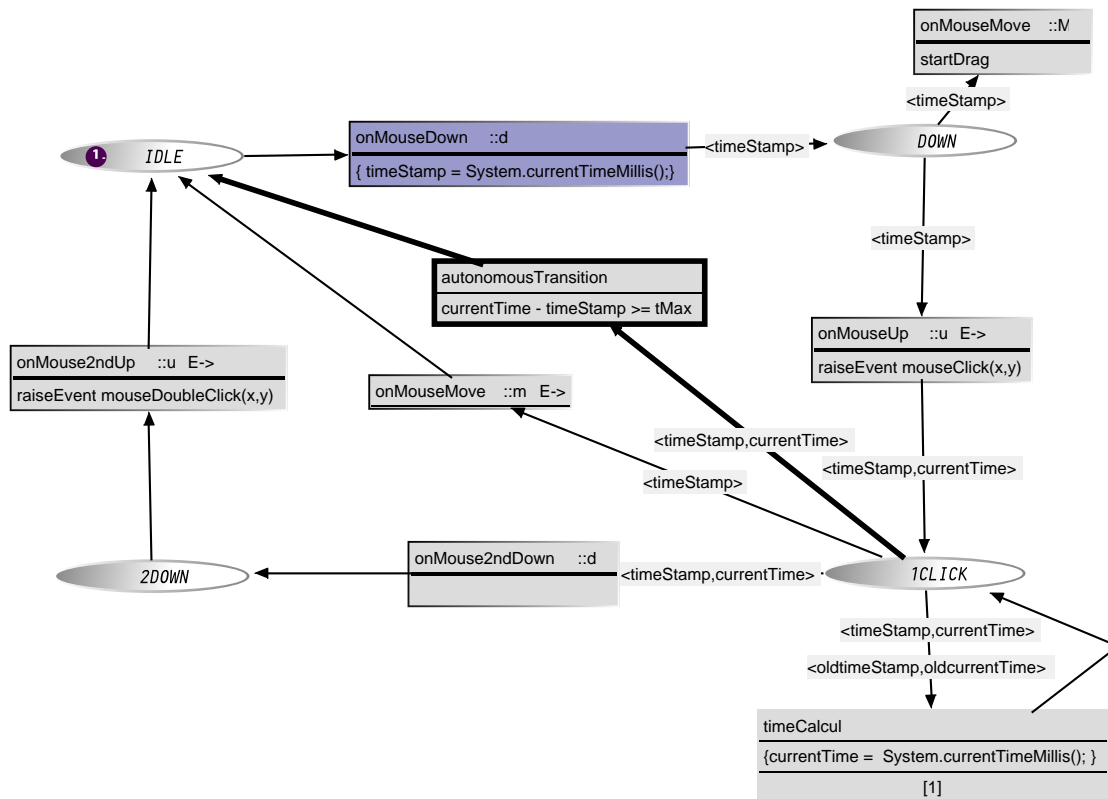 onMouseMove ::M
startDrag
<timeStamp>
onMouseDown ::d
{ timeStamp = System.currentTimeMillis();}
<timeStamp>
DOWN
1.
IDLE
<timeStamp>
autonomousTransition
currentTime - timeStamp >= tMax
onMouseUp ::u E->
raiseEvent mouseClick(x,y)
onMouse2ndUp ::u E->
raiseEvent mouseDoubleClick(x,y)
onMouseMove ::m E->
<timeStamp,currentTime>
<timeStamp,currentTime>
<timeStamp>
onMouse2ndDown ::d
2DOWN
<timeStamp,currentTime>
1CLICK
<timeStamp,currentTime>
<oldtimeStamp,oldcurrentTime>
timeCalcul
{currentTime = System.currentTimeMillis(); }
[1]